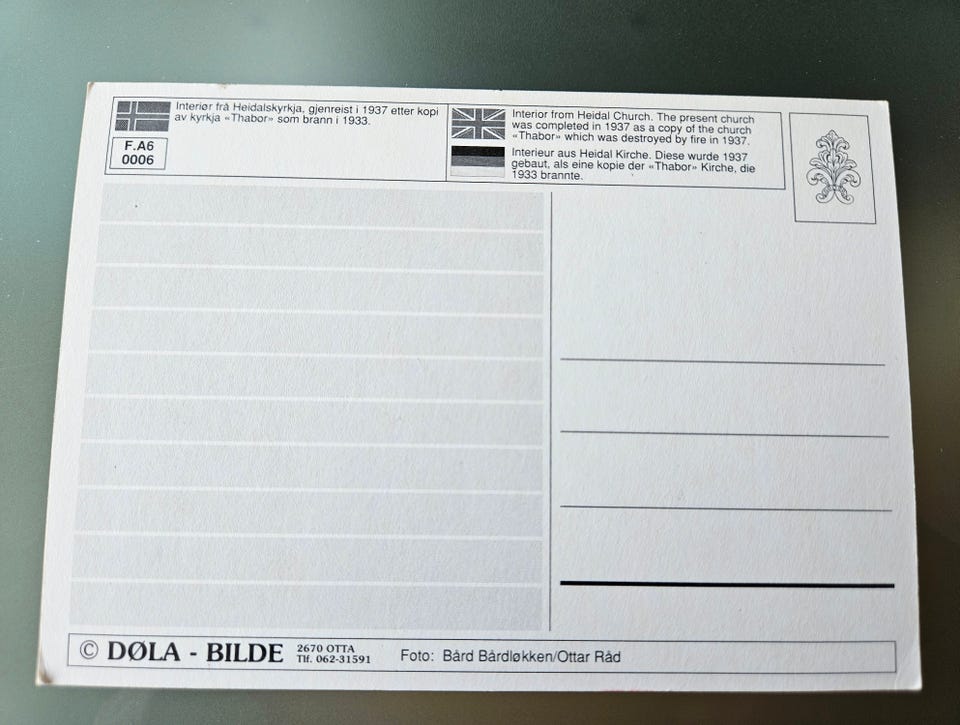 Interiør frå Heidalskyrkja, gjenreist i 1937 etter kopi
av kyrkja «Thabor» som brann i 1933.
F.A6
0006
Interior from Heidal Church. The present church
was completed in 1937 as a copy of the church
«Thabor» which was destroyed by fire in 1937.
Interieur aus Heidal Kirche. Diese wurde 1937
gebaut, als eine kopie der «Thabor» Kirche, die
1933 brannte.
© DØLA - BILDE
2670 OTTA
Tlf. 062-31591
Foto: Bård Bårdløkken/Ottar Råd